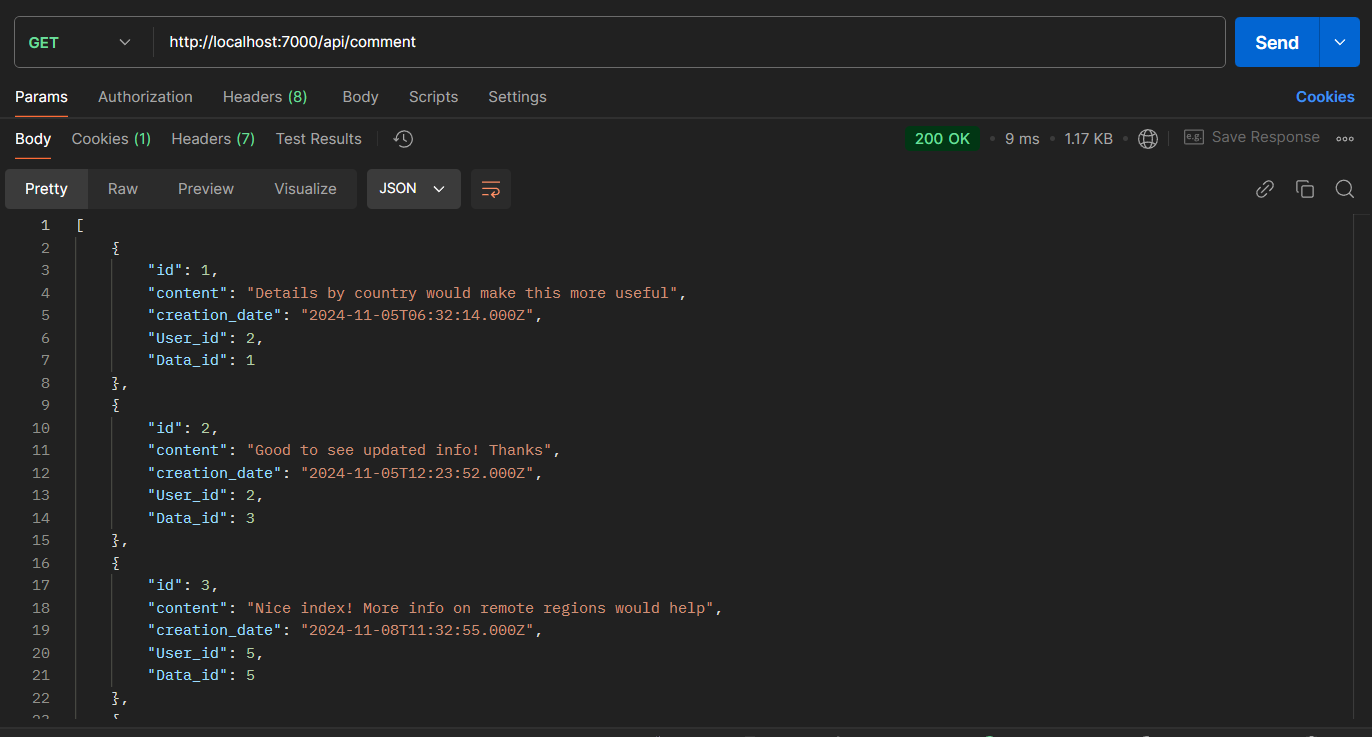 GET http://localhost:7000/api/comment Send
Params Authorization Headers (8) Body Scripts Settings Cookies
Body Cookies (1) Headers (7) Test Results 200 OK • 9 ms • 1.17 KB • e.g. Save Response
Pretty Raw Preview Visualize JSON
1 [
2 {
3 "id": 1,
4 "content": "Details by country would make this more useful",
5 "creation_date": "2024-11-05T06:32:14.000Z",
6 "User_id": 2,
7 "Data_id": 1
8 },
9 {
10 "id": 2,
11 "content": "Good to see updated info! Thanks",
12 "creation_date": "2024-11-05T12:23:52.000Z",
13 "User_id": 2,
14 "Data_id": 3
15 },
16 {
17 "id": 3,
18 "content": "Nice index! More info on remote regions would help",
19 "creation_date": "2024-11-08T11:32:55.000Z",
20 "User_id": 5,
21 "Data_id": 5
22 },
23 {